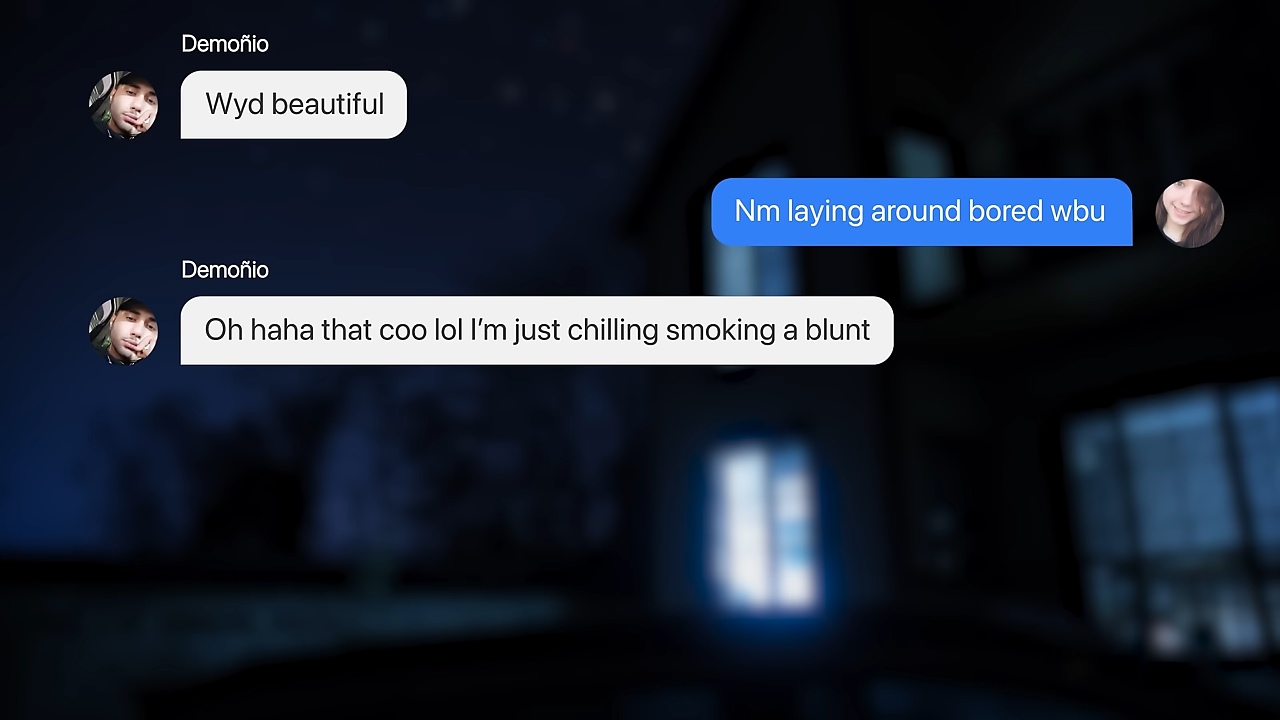 Demoñio
Wyd beautiful
Nm laying around bored wbu
Demoñio
Oh haha that coo lol I’m just chilling smoking a blunt